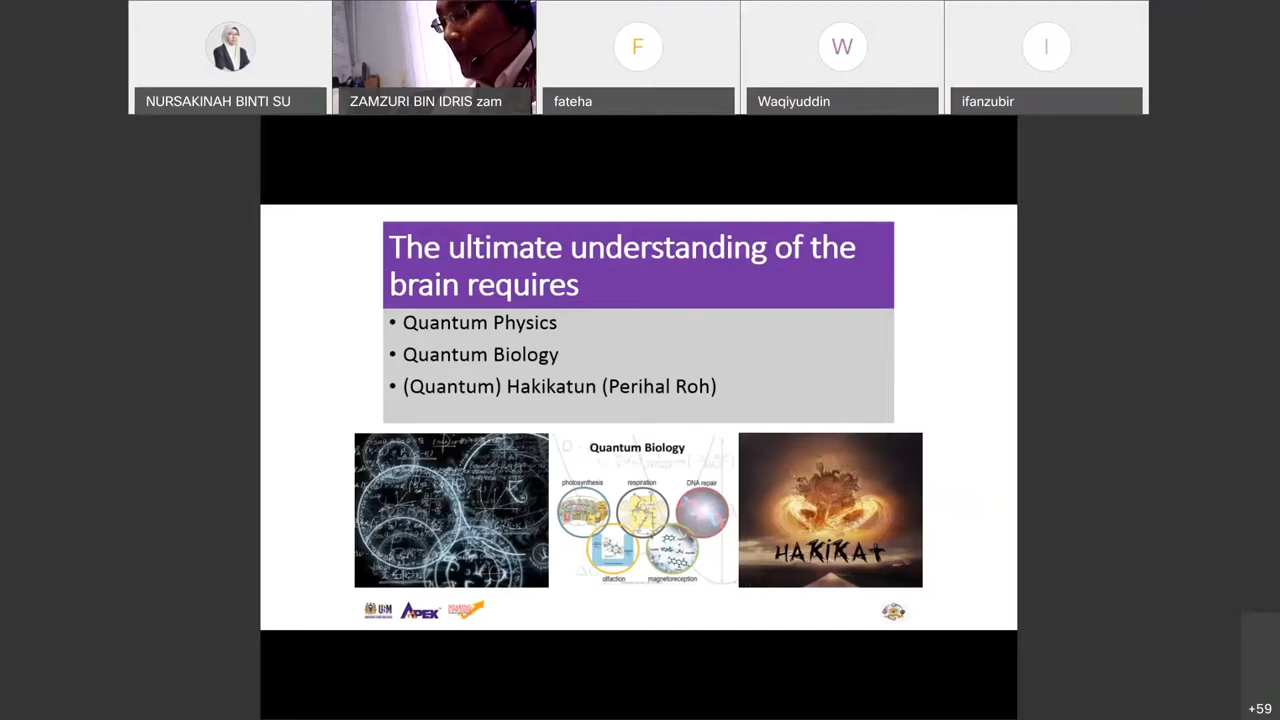 F
W
I
NURSAKINAH BINTI SU
ZAMZURI BIN IDRIS zam
fateha
Waqiyuddin
ifanzubir
The ultimate understanding of the
brain requires
• Quantum Physics
• Quantum Biology
• (Quantum) Hakikatun (Perihal Roh)
Quantum Biology
photosynthesis
respiration
DNA repair
olfaction
magnetoreception
HAKIKAT
USM
APEX
+59